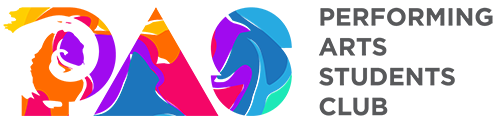 PAS
PERFORMING
ARTS
STUDENTS
CLUB